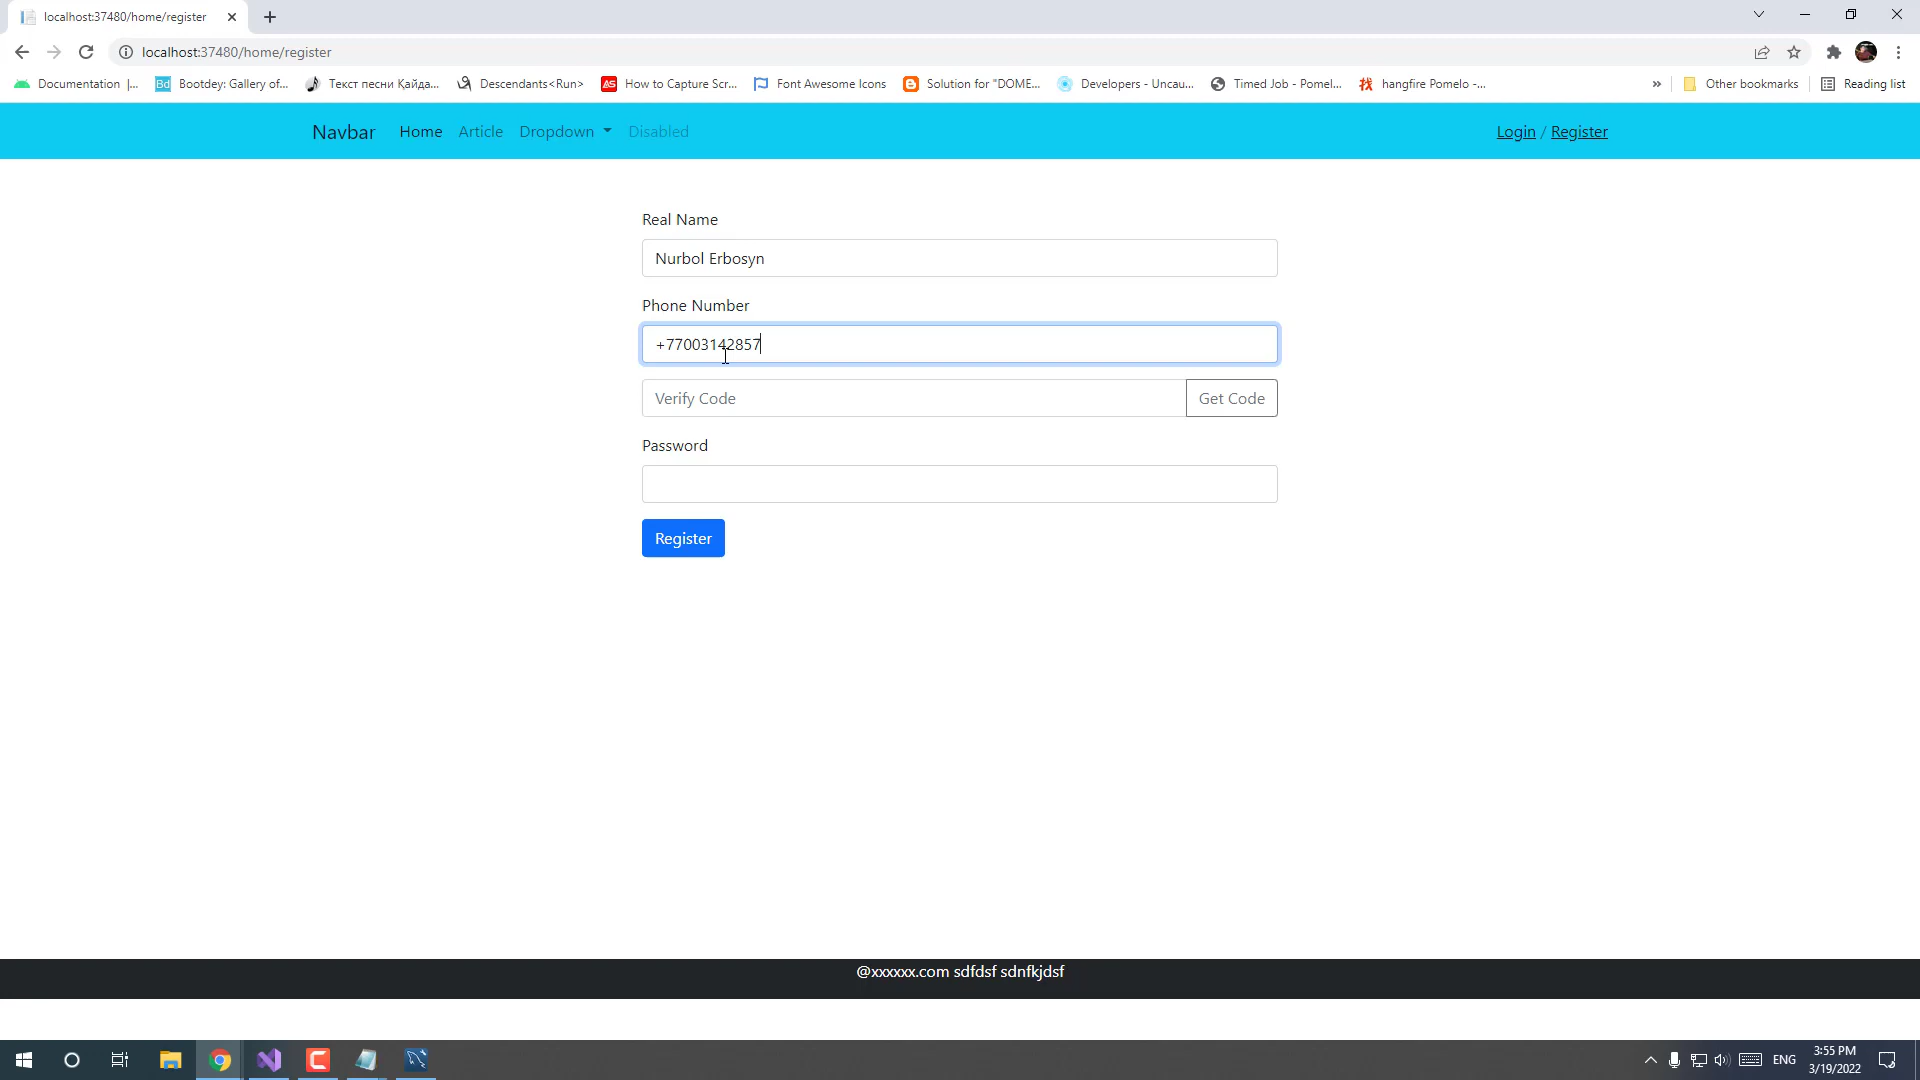 localhost:37480/home/register
localhost:37480/home/register
Documentation |...
Bd Bootdey: Gallery of...
Текст песни Қайда...
Descendants<Run>
AS How to Capture Scr...
Font Awesome Icons
Solution for "DOME...
Developers - Uncau...
Timed Job - Pomel...
找 hangfire Pomelo -...
»
Other bookmarks
Reading list
Navbar Home Article Dropdown Disabled Login / Register
Real Name
Nurbol Erbosyn
Phone Number
+77003142857
Verify Code Get Code
Password
Register
@xxxxxx.com sdfdsf sdnfkjdsf
ENG
3:55 PM
3/19/2022